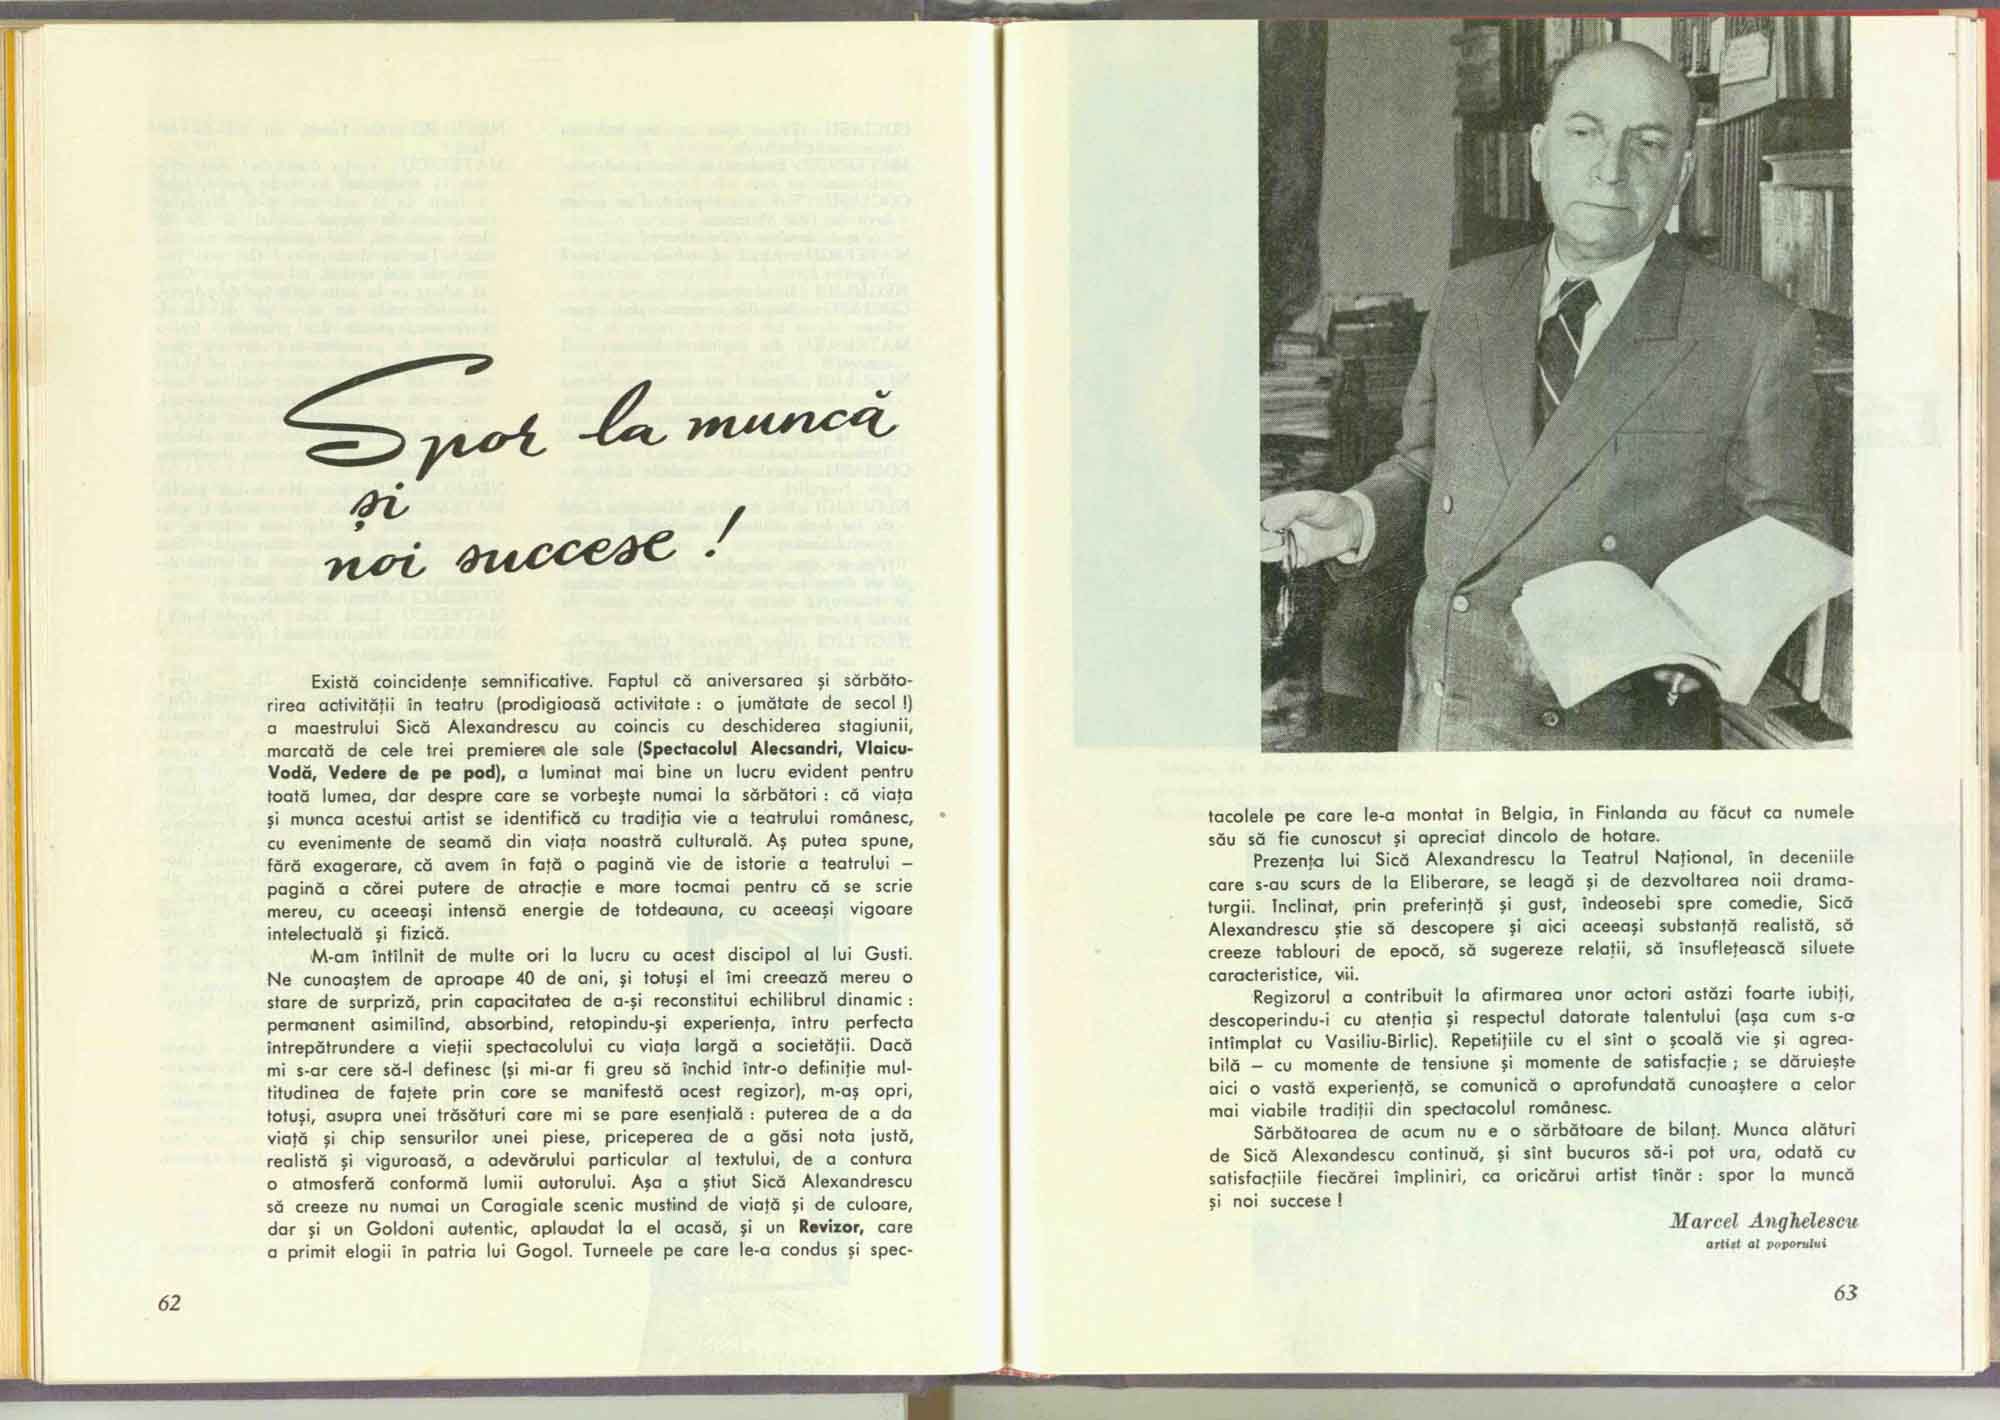 Spor la muncă
și
noi succese !
Există coincidențe semnificative. Faptul că aniversarea și sărbăto-
rirea activității în teatru (prodigioasă activitate : o jumătate de secol !)
a maestrului Sică Alexandrescu au coincis cu deschiderea stagiunii,
marcată de cele trei premiere ale sale (Spectacolul Alecsandri, Vlaicu-
Vodă, Vedere de pe pod), a luminat mai bine un lucru evident pentru
toată lumea, dar despre care se vorbește numai la sărbători : că viața
și munca acestui artist se identifică cu tradiția vie a teatrului românesc,
cu evenimente de seamă din viața noastră culturală. Aș putea spune,
fără exagerare, că avem în față o pagină vie de istorie a teatrului —
pagină a cărei putere de atracție e mare tocmai pentru că se scrie
mereu, cu aceeași intensă energie de totdeauna, cu aceeași vigoare
intelectuală și fizică.
M-am întîlnit de multe ori la lucru cu acest discipol al lui Gusti.
Ne cunoaștem de aproape 40 de ani, și totuși el îmi creează mereu o
stare de surpriză, prin capacitatea de a-și reconstitui echilibrul dinamic :
permanent asimilînd, absorbind, retopindu-și experiența, întru perfecta
întrepătrundere a vieții spectacolului cu viața largă a societății. Dacă
mi s-ar cere să-l definesc (și mi-ar fi greu să închid într-o definiție mul-
titudinea de fațete prin care se manifestă acest regizor), m-aș opri,
totuși, asupra unei trăsături care mi se pare esențială : puterea de a da
viață și chip sensurilor unei piese, priceperea de a găsi nota justă,
realistă și viguroasă, a adevărului particular al textului, de a contura
o atmosferă conformă lumii autorului. Așa a știut Sică Alexandrescu
să creeze nu numai un Caragiale scenic mustind de viață și de culoare,
dar și un Goldoni autentic, aplaudat la el acasă, și un Revizor, care
a primit elogii în patria lui Gogol. Turneele pe care le-a condus și spec-
62
tacolele pe care le-a montat în Belgia, în Finlanda au făcut ca numele
său să fie cunoscut și apreciat dincolo de hotare.
Prezența lui Sică Alexandrescu la Teatrul Național, în deceniile
care s-au scurs de la Eliberare, se leagă și de dezvoltarea noii drama-
turgii. Inclinat, prin preferință și gust, îndeosebi spre comedie, Sică
Alexandrescu știe să descopere și aici aceeași substanță realistă, să
creeze tablouri de epocă, să sugereze relații, să însuflețească siluete
caracteristice, vii.
Regizorul a contribuit la afirmarea unor actori astăzi foarte iubiți,
descoperindu-i cu atenția și respectul datorate talentului (așa cum s-a
întîmplat cu Vasiliu-Birlic). Repetițiile cu el sînt o școală vie și agrea-
bilă — cu momente de tensiune și momente de satisfacție ; se dăruiește
aici o vastă experiență, se comunică o aprofundată cunoaștere a celor
mai viabile tradiții din spectacolul românesc.
Sărbătoarea de acum nu e o sărbătoare de bilanț. Munca alături
de Sică Alexandescu continuă, și sînt bucuros să-i pot ura, odată cu
satisfacțiile fiecărei împliniri, ca oricărui artist tînăr : spor la muncă
și noi succese !
Marcel Anghelescu
artist al poporului
63